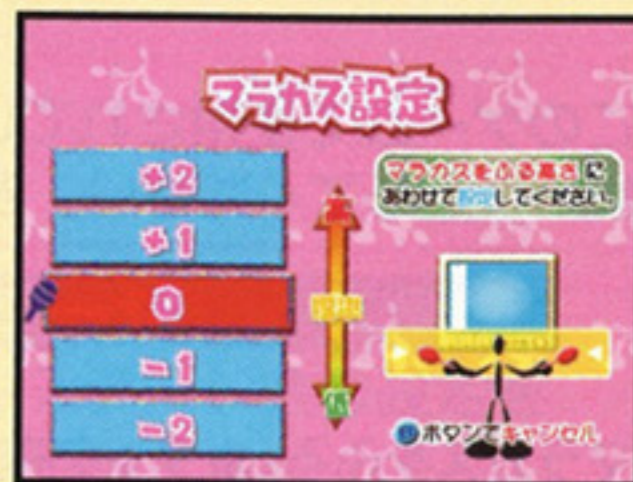 マラカス設定
+2
+1
0
-1
-2
高
低
マラカスをふる高さに
あわせて設定してください。
ボタンでキャンセル